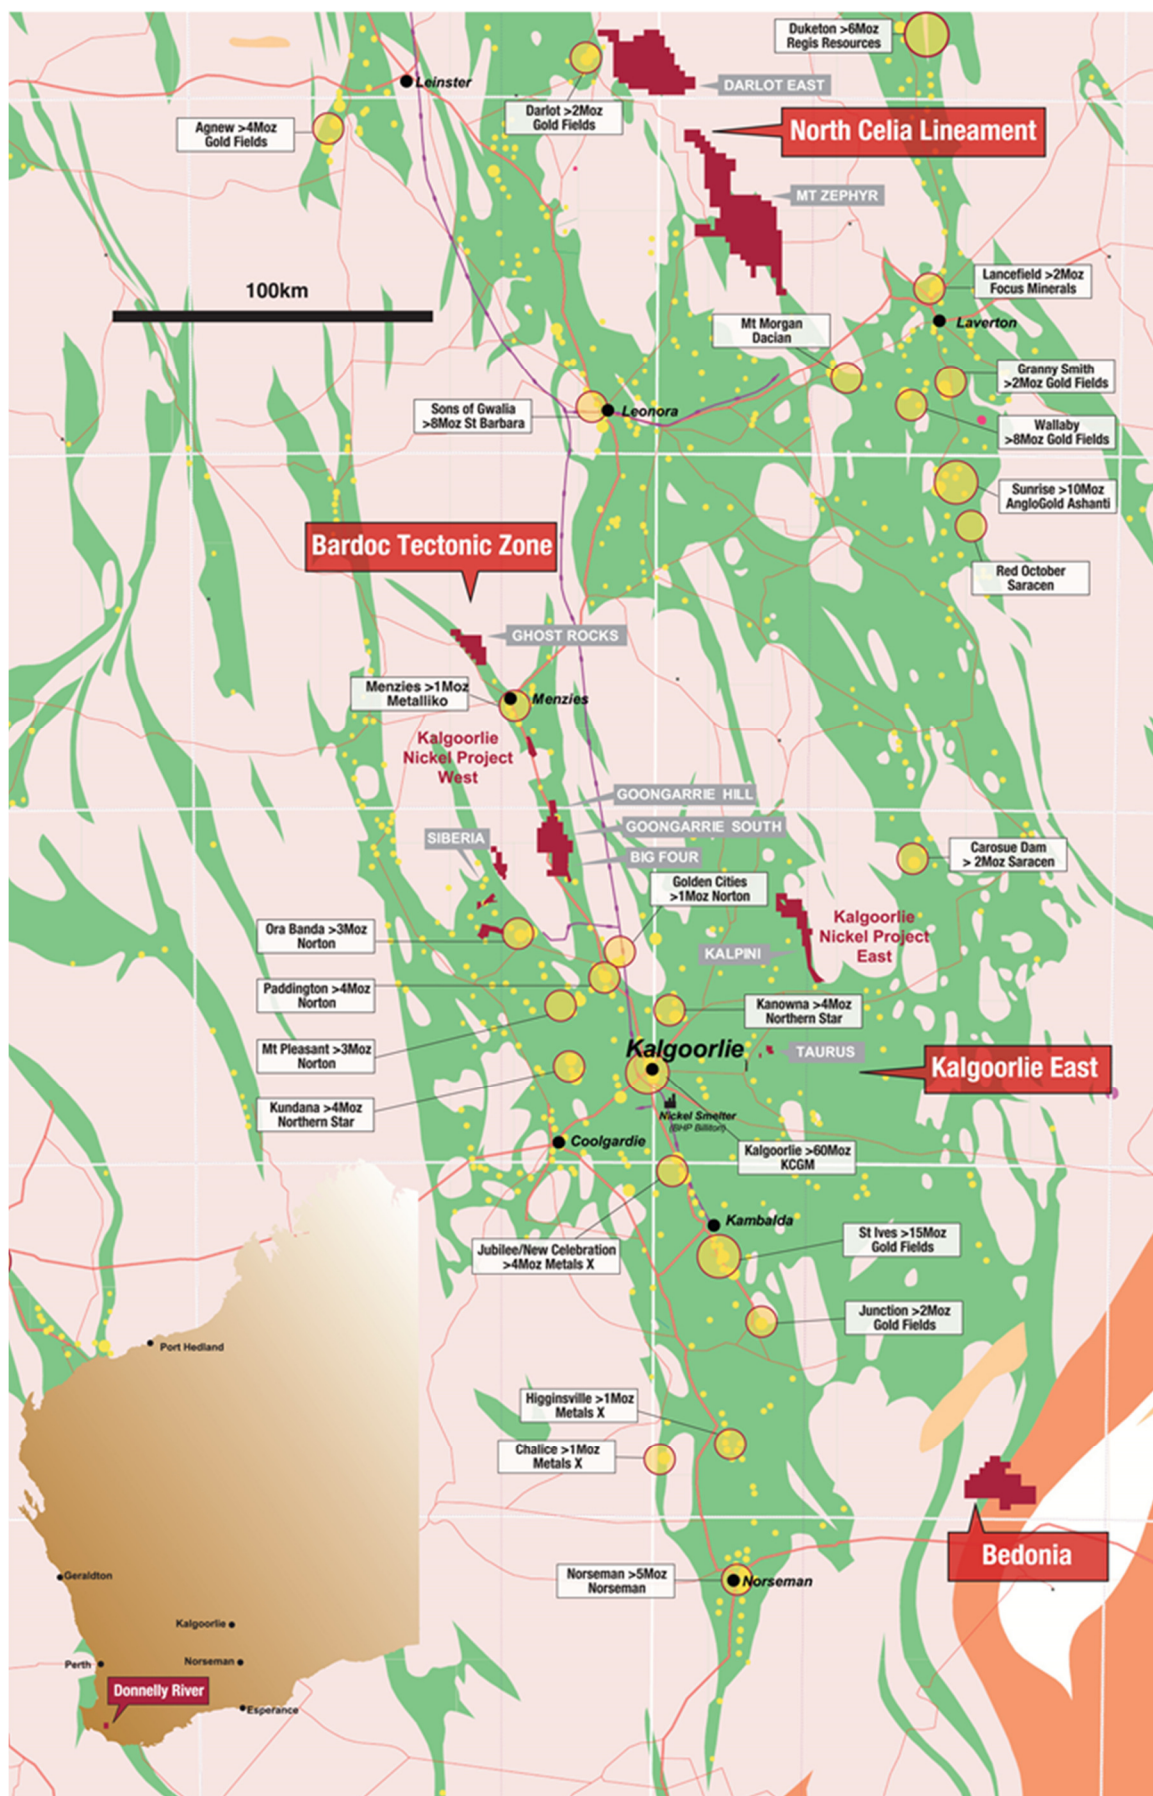 Duketon >6Moz
Regis Resources
Leinster
DARLOT EAST
Darlot >2Moz
Gold Fields
Agnew >4Moz
Gold Fields
North Celia Lineament
MT ZEPHYR
100km
Lancefield >2Moz
Focus Minerals
Laverton
Mt Morgan
Dacian
Granny Smith
>2Moz Gold Fields
Sons of Gwalia
>8Moz St Barbara
Leonora
Wallaby
>8Moz Gold Fields
Sunrise >10Moz
AngloGold Ashanti
Bardoc Tectonic Zone
Red October
Saracen
GHOST ROCKS
Menzies >1Moz
Metalliko
Menzies
Kalgoorlie
Nickel Project
West
GOONGARRIE HILL
GOONGARRIE SOUTH
SIBERIA
BIG FOUR
Carosue Dam
> 2Moz Saracen
Golden Cities
>1Moz Norton
Kalgoorlie
Nickel Project
East
Ora Banda >3Moz
Norton
KALPINI
Paddington >4Moz
Norton
Kanowna >4Moz
Northern Star
Mt Pleasant >3Moz
Norton
Kalgoorlie
TAURUS
Kalgoorlie East
Kundana >4Moz
Northern Star
Nickel Smelter
(BHP Billiton)
Coolgardie
Kalgoorlie >60Moz
KCGM
Kambalda
Jubilee/New Celebration
>4Moz Metals X
St Ives >15Moz
Gold Fields
Junction >2Moz
Gold Fields
Port Hedland
Higginsville >1Moz
Metals X
Chalice >1Moz
Metals X
Bedonia
Norseman >5Moz
Norseman
Norseman
Geraldton
Kalgoorlie
Perth
Norseman
Donnelly River
Esperance